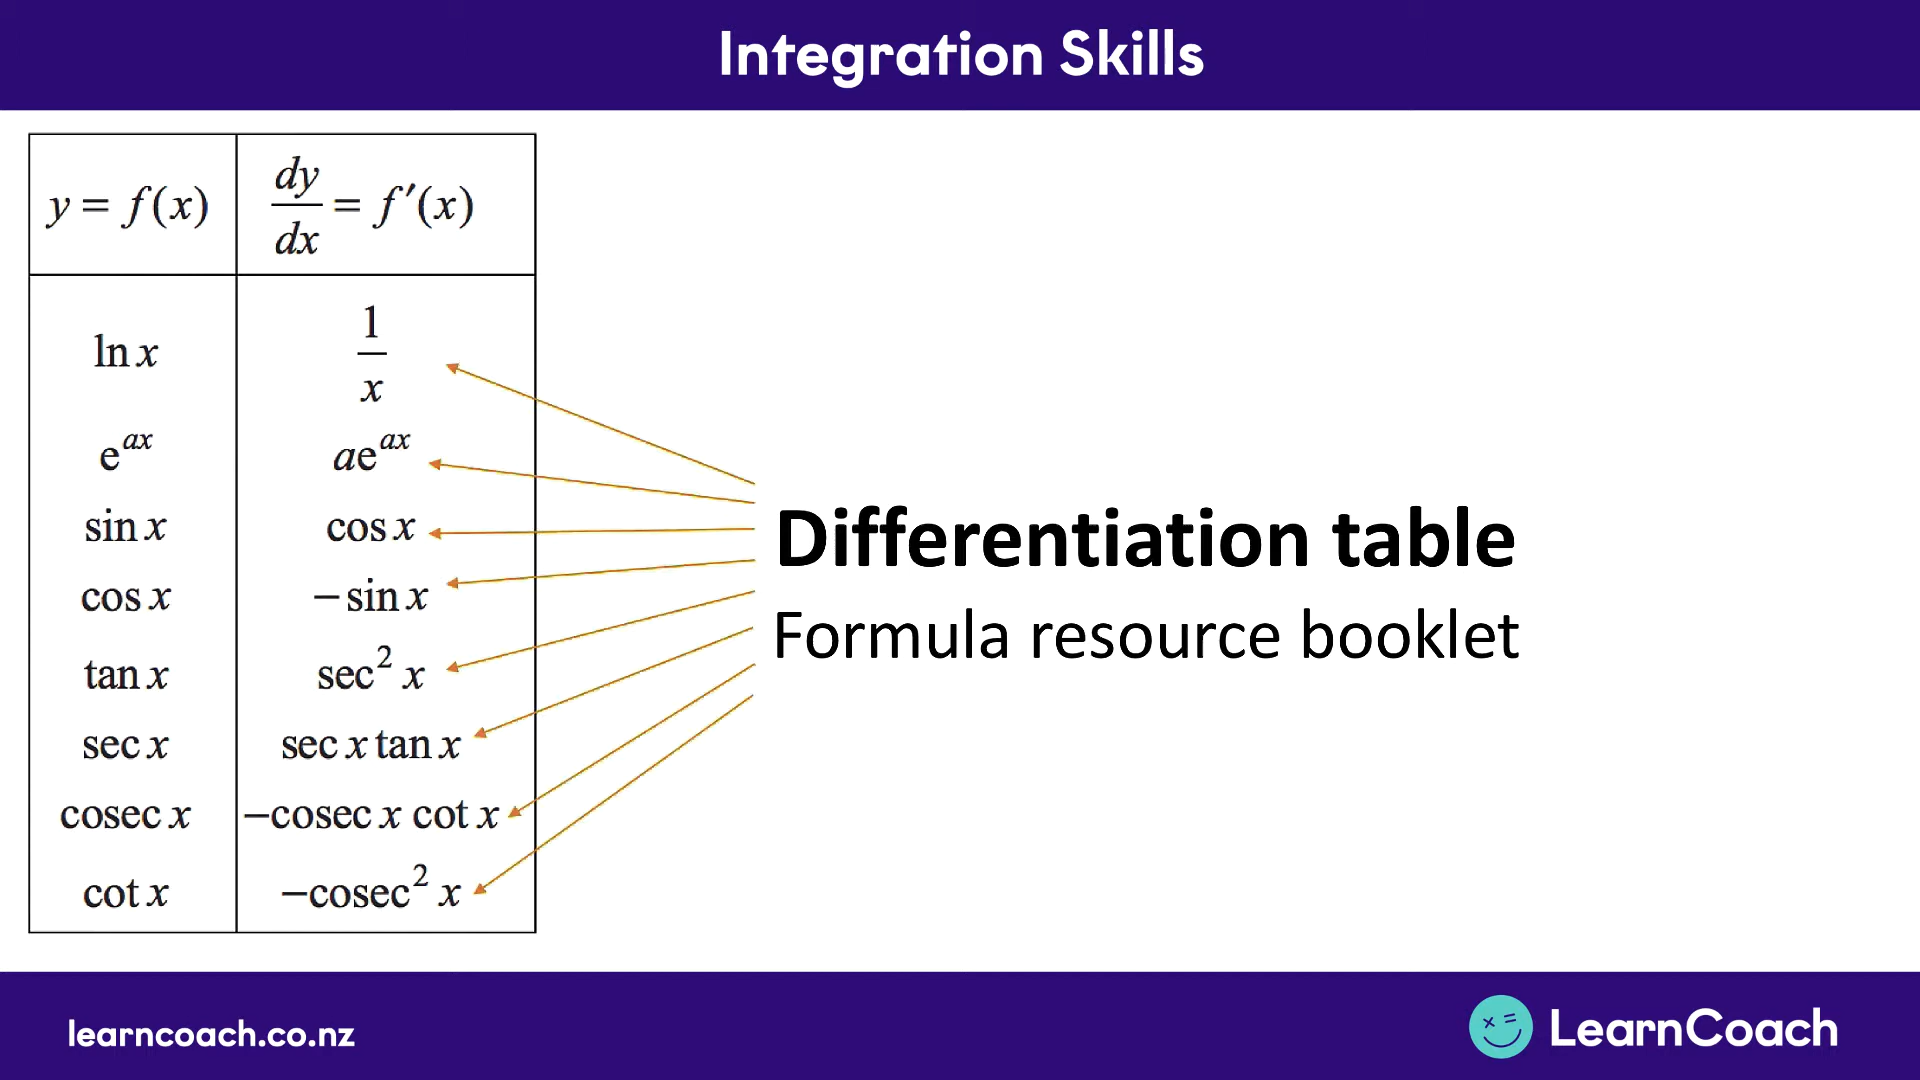 Integration Skills
y = f(x) dy/dx = f′(x)
ln x 1/x
e^ax ae^ax
sin x cos x
cos x −sin x
tan x sec² x
sec x sec x tan x
cosec x −cosec x cot x
cot x −cosec² x
Differentiation table
Formula resource booklet
learncoach.co.nz
LearnCoach